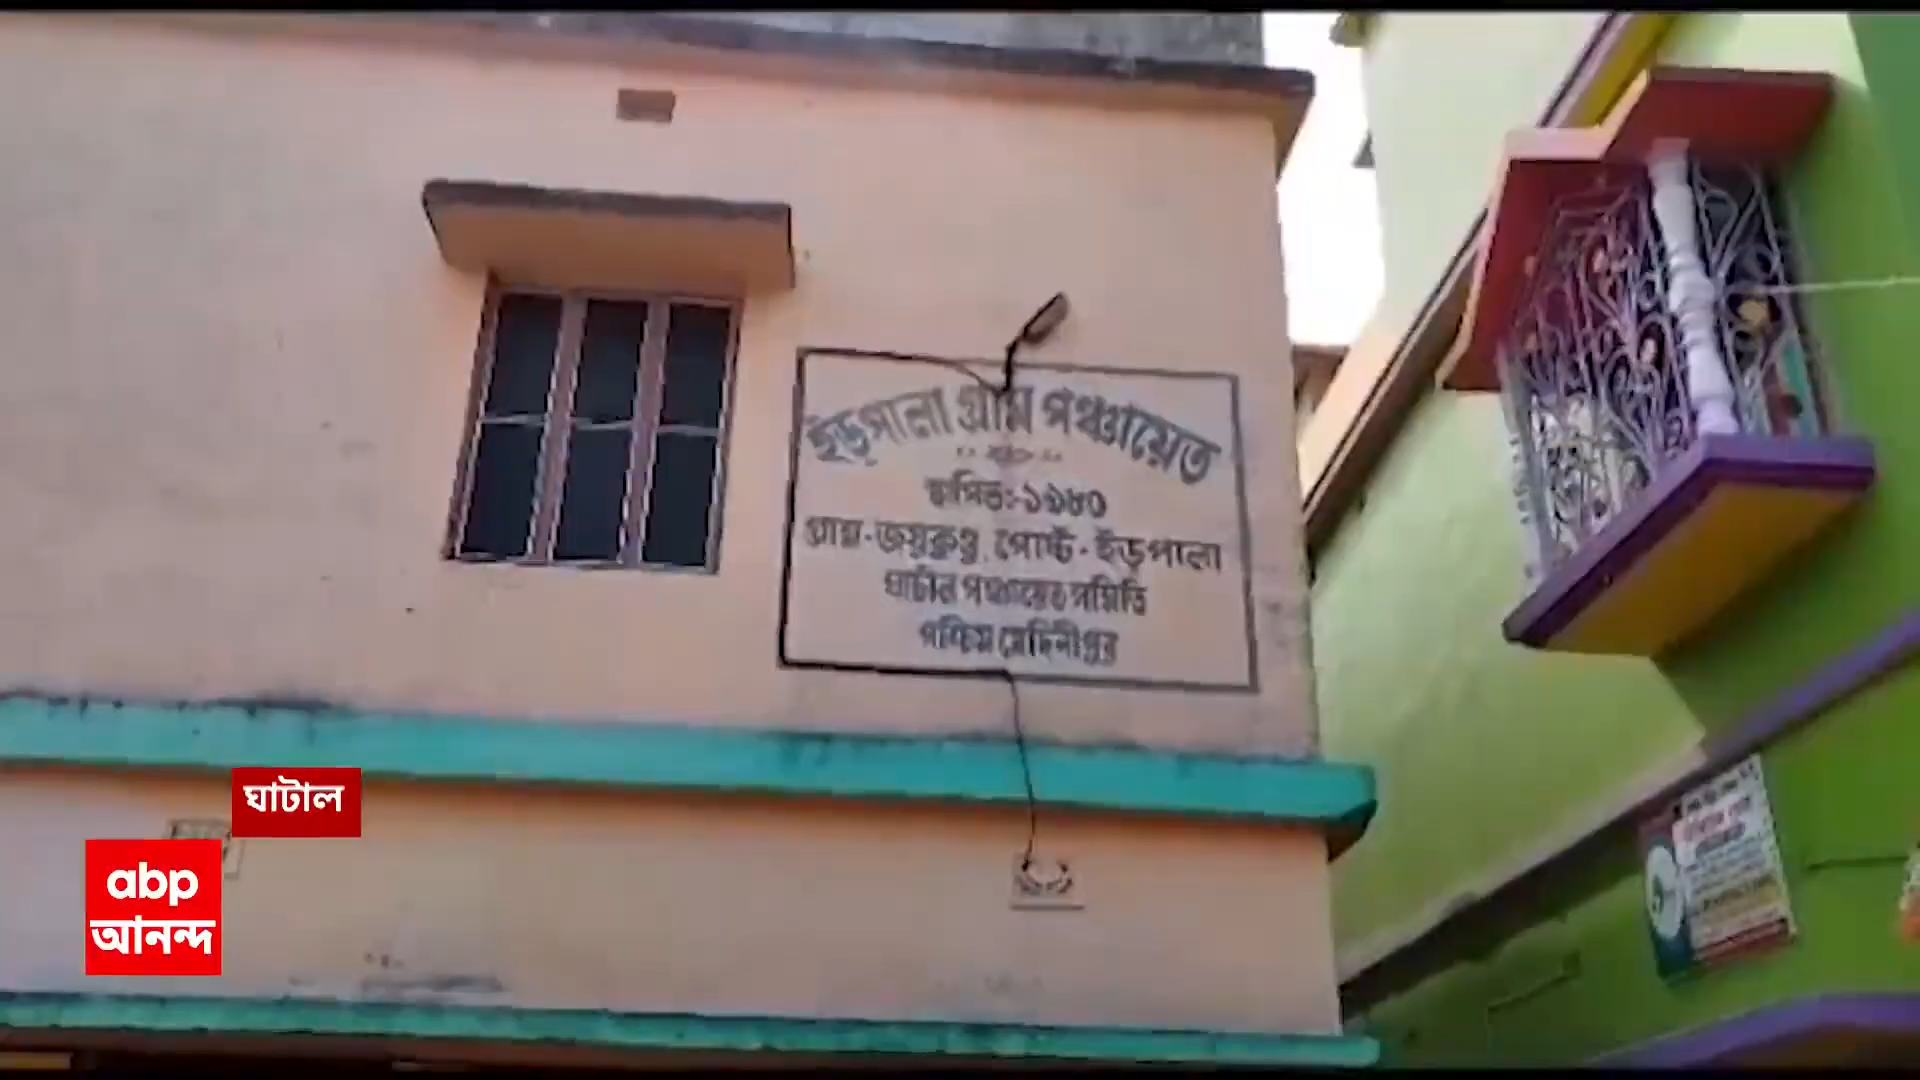 ইড়পালা গ্রাম পঞ্চায়েত
স্থাপিত:-১৯৮০
গ্রাম-জয়কুণ্ডু, পোষ্ট-ইড়পালা
ঘাটাল পঞ্চায়েত সমিতি
পশ্চিম মেদিনীপুর
ঘাটাল
abp
আনন্দ